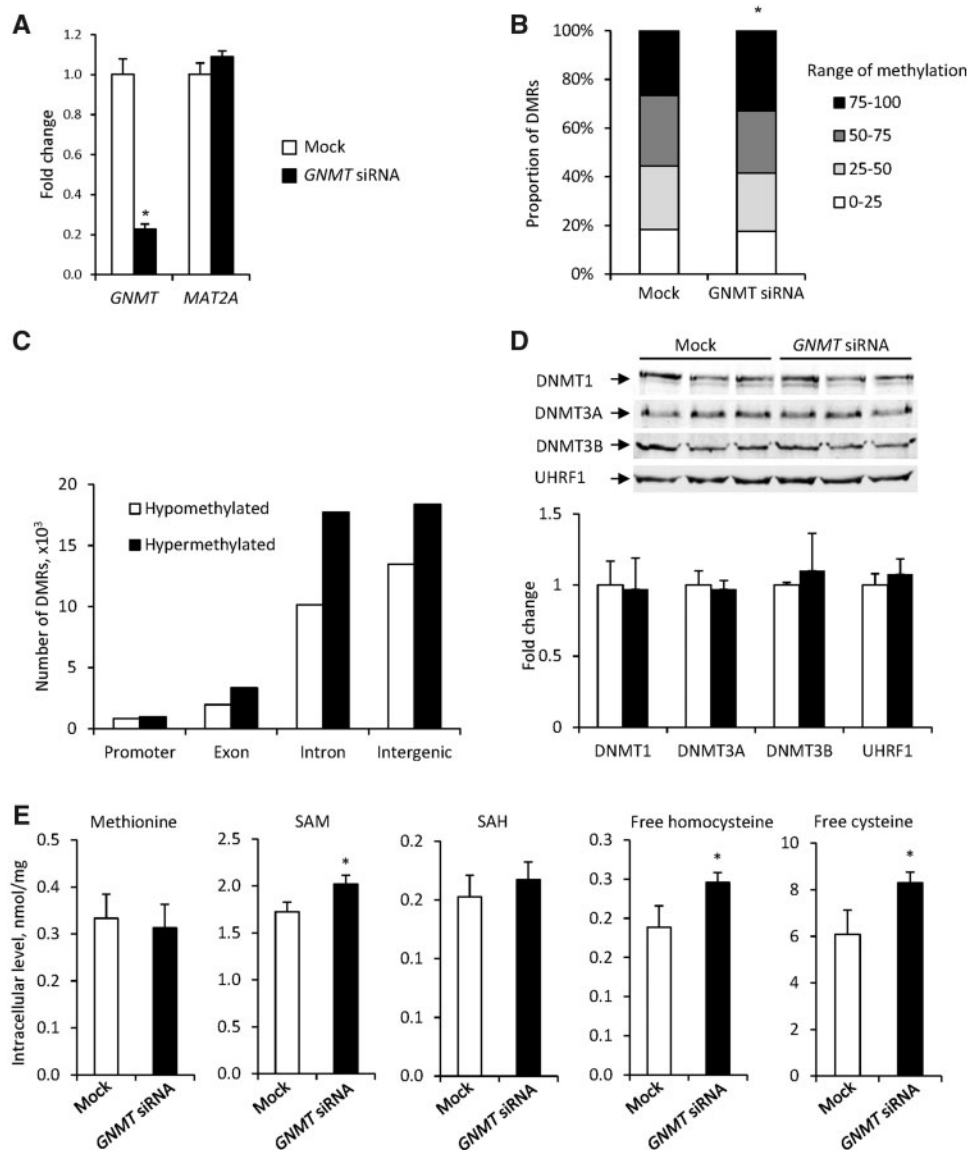 A
1.2
1.0
0.8
0.6
0.4
0.2
0.0
Fold change
*
GNMT
MAT2A
Mock
GNMT siRNA
B
*
100%
80%
60%
40%
20%
0%
Proportion of DMRs
Mock
GNMT siRNA
Range of methylation
75-100
50-75
25-50
0-25
C
20
15
10
5
0
Number of DMRs, x10³
Hypomethylated
Hypermethylated
Promoter
Exon
Intron
Intergenic
D
Mock
GNMT siRNA
DNMT1
DNMT3A
DNMT3B
UHRF1
1.5
1
0.5
0
Fold change
DNMT1
DNMT3A
DNMT3B
UHRF1
E
Intracellular level, nmol/mg
Methionine
0.5
0.4
0.3
0.2
0.1
0.0
Mock
GNMT siRNA
SAM
2.5
2.0
1.5
1.0
0.5
0.0
*
Mock
GNMT siRNA
SAH
0.2
0.2
0.1
0.1
0.0
Mock
GNMT siRNA
Free homocysteine
0.3
0.3
0.2
0.2
0.1
0.1
0.0
*
Mock
GNMT siRNA
Free cysteine
10
8
6
4
2
0
*
Mock
GNMT siRNA